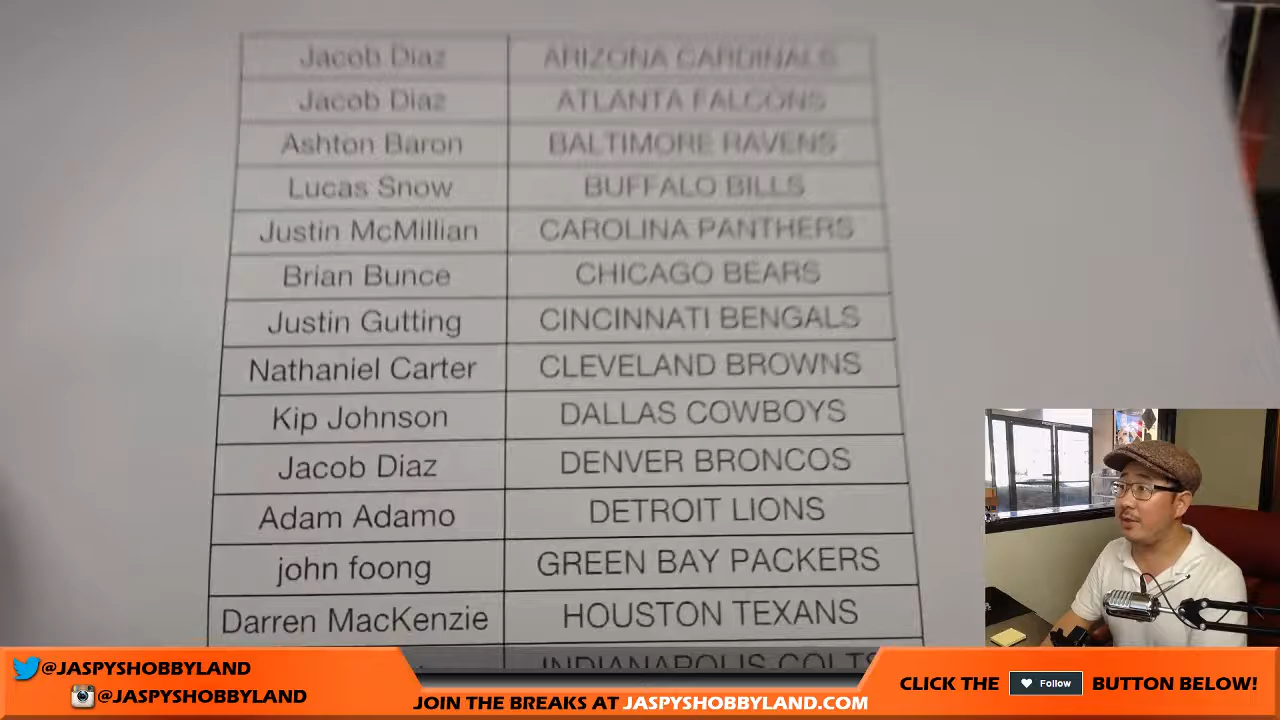 Jacob Diaz ARIZONA CARDINALS
Jacob Diaz ATLANTA FALCONS
Ashton Baron BALTIMORE RAVENS
Lucas Snow BUFFALO BILLS
Justin McMillian CAROLINA PANTHERS
Brian Bunce CHICAGO BEARS
Justin Gutting CINCINNATI BENGALS
Nathaniel Carter CLEVELAND BROWNS
Kip Johnson DALLAS COWBOYS
Jacob Diaz DENVER BRONCOS
Adam Adamo DETROIT LIONS
john foong GREEN BAY PACKERS
Darren MacKenzie HOUSTON TEXANS
INDIANAPOLIS COLTS
@JASPYSHOBBYLAND
@JASPYSHOBBYLAND
JOIN THE BREAKS AT JASPYSHOBBYLAND.COM
CLICK THE Follow BUTTON BELOW!